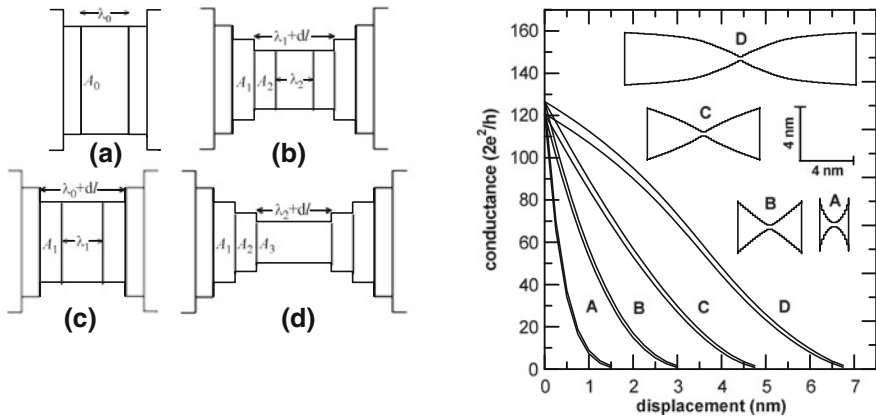 λ₀
A₀
(a)
λ₁+dl
A₁ A₂ λ₂
(b)
λ₀+dl
A₁ λ₁
(c)
λ₂+dl
A₁ A₂ A₃
(d)
conductance (2e²/h)
160
140
120
100
80
60
40
20
0
D
C
4 nm
4 nm
B A
A B C D
0 1 2 3 4 5 6 7
displacement (nm)